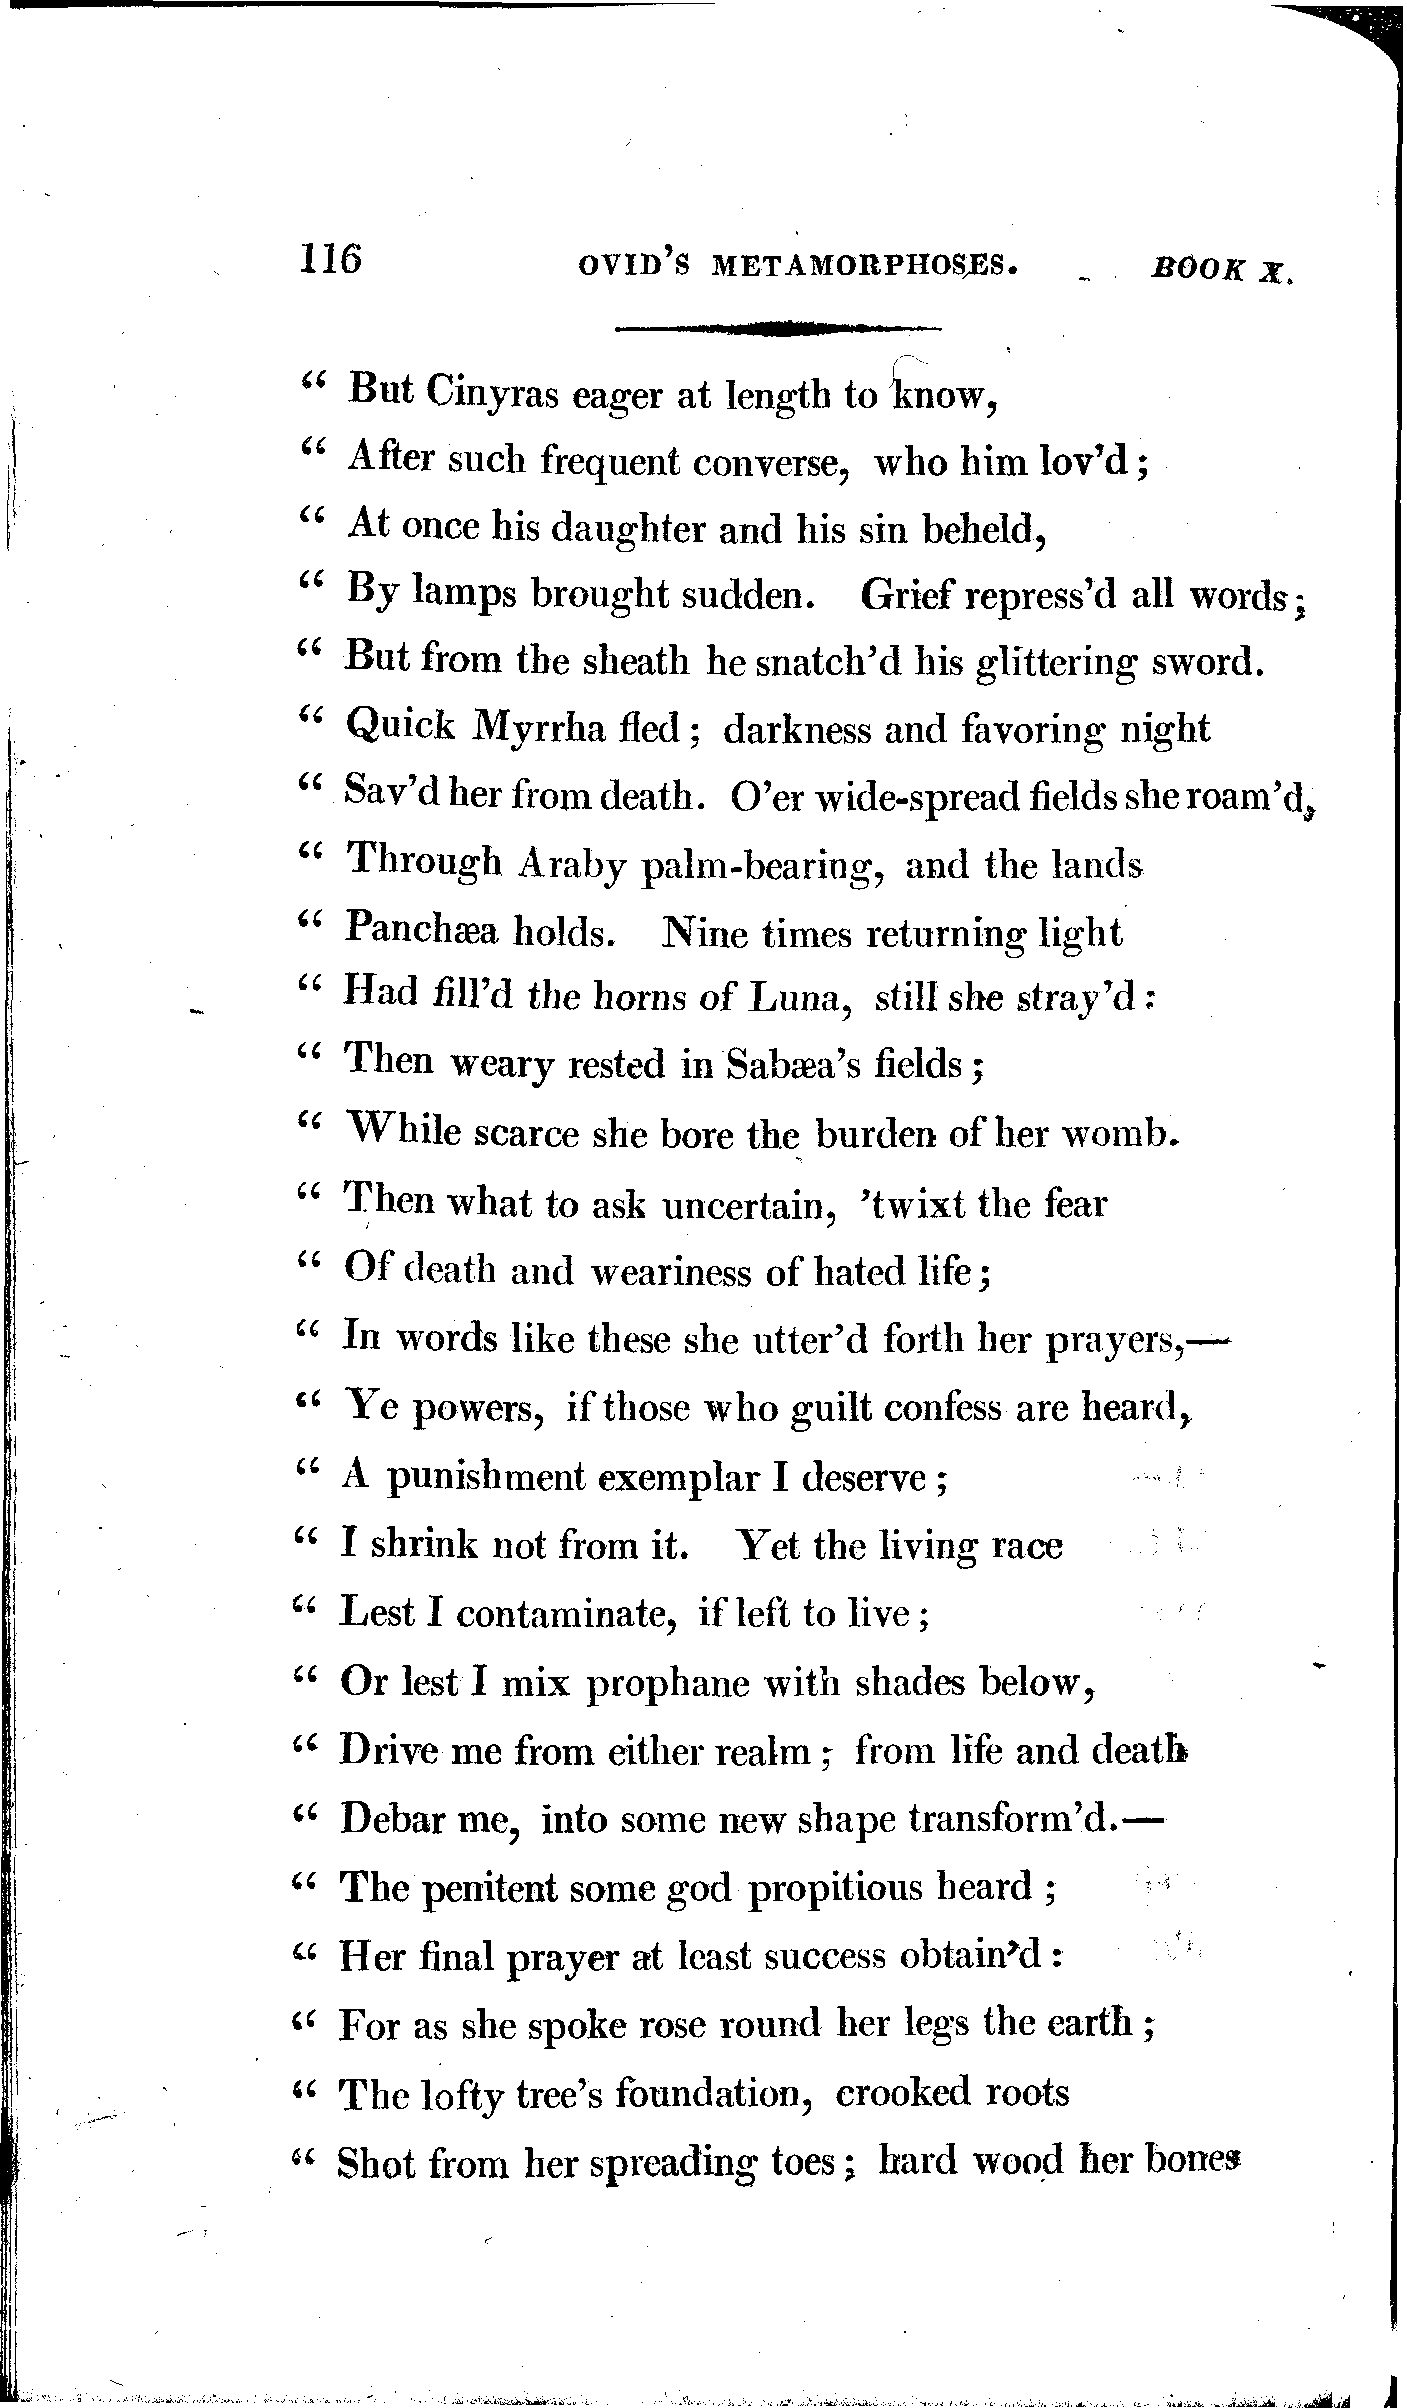 116 OVID'S METAMORPHOSES. BOOK X.
“ But Cinyras eager at length to know,
“ After such frequent converse, who him lov'd;
“ At once his daughter and his sin beheld,
“ By lamps brought sudden. Grief repress'd all words;
“ But from the sheath he snatch'd his glittering sword.
“ Quick Myrrha fled; darkness and favoring night
“ Sav'd her from death. O'er wide-spread fields she roam'd,
“ Through Araby palm-bearing, and the lands
“ Panchæa holds. Nine times returning light
“ Had fill'd the horns of Luna, still she stray'd:
“ Then weary rested in Sabæa's fields;
“ While scarce she bore the burden of her womb.
“ Then what to ask uncertain, 'twixt the fear
“ Of death and weariness of hated life;
“ In words like these she utter'd forth her prayers,—
“ Ye powers, if those who guilt confess are heard,
“ A punishment exemplar I deserve;
“ I shrink not from it. Yet the living race
“ Lest I contaminate, if left to live;
“ Or lest I mix prophane with shades below,
“ Drive me from either realm; from life and death
“ Debar me, into some new shape transform'd.—
“ The penitent some god propitious heard;
“ Her final prayer at least success obtain'd:
“ For as she spoke rose round her legs the earth;
“ The lofty tree's foundation, crooked roots
“ Shot from her spreading toes; hard wood her bones